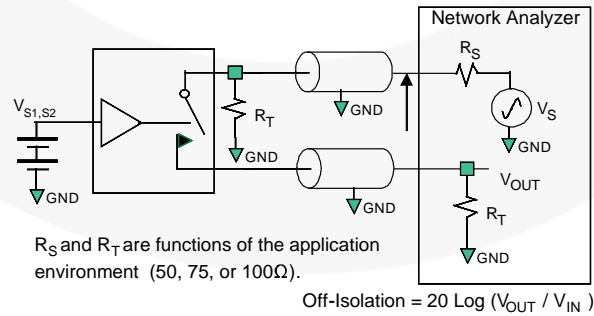 Network Analyzer
R_S
V_S1,S2
R_T
GND
V_S
GND
GND
GND
V_OUT
GND
GND
R_T
R_S and R_T are functions of the application
environment (50, 75, or 100Ω).
GND
Off-Isolation = 20 Log (V_OUT / V_IN )